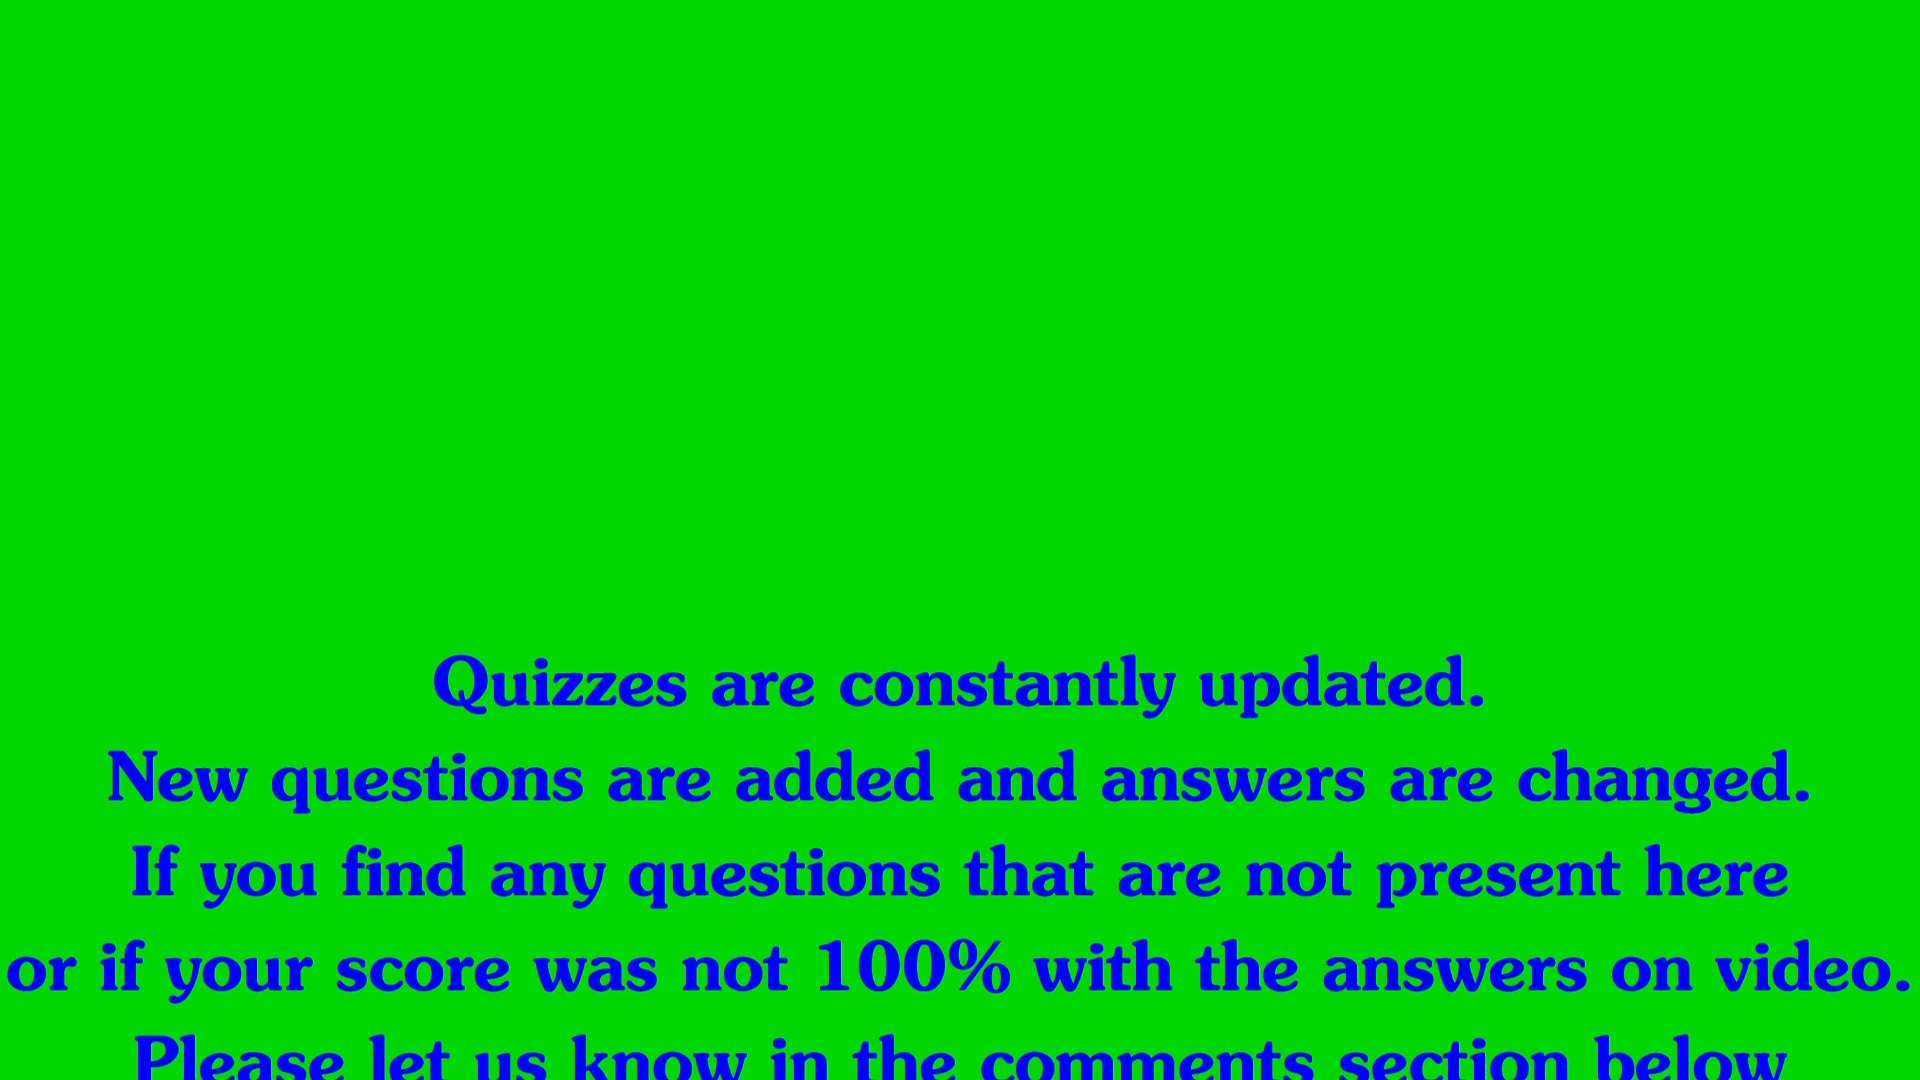 Quizzes are constantly updated.
New questions are added and answers are changed.
If you find any questions that are not present here
or if your score was not 100% with the answers on video.
Please let us know in the comments section below